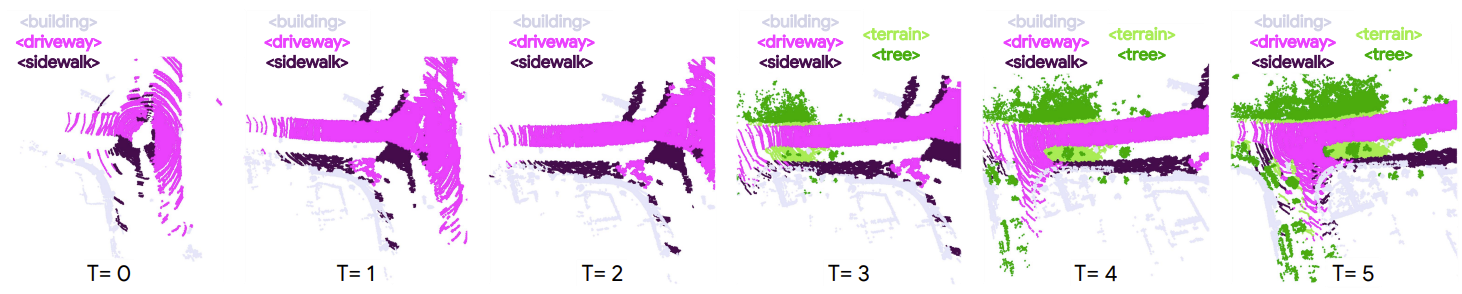 <building>
<driveway>
<sidewalk>
T= 0
<building>
<driveway>
<sidewalk>
T= 1
<building>
<driveway>
<sidewalk>
T= 2
<building>
<driveway>
<sidewalk>
<terrain>
<tree>
T= 3
<building>
<driveway>
<sidewalk>
<terrain>
<tree>
T= 4
<building>
<driveway>
<sidewalk>
<terrain>
<tree>
T= 5